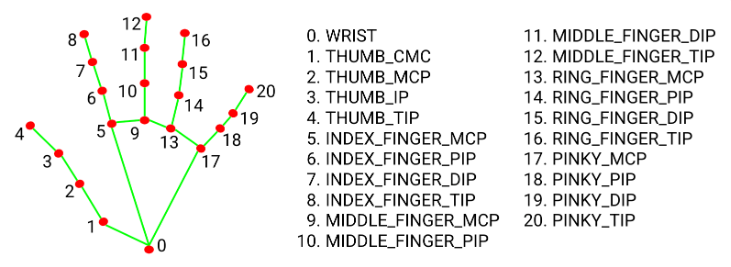 12
8
16
11
7
15
20
6
10
14
19
4
5
9
13
18
3
17
2
1
0
0. WRIST
1. THUMB_CMC
2. THUMB_MCP
3. THUMB_IP
4. THUMB_TIP
5. INDEX_FINGER_MCP
6. INDEX_FINGER_PIP
7. INDEX_FINGER_DIP
8. INDEX_FINGER_TIP
9. MIDDLE_FINGER_MCP
10. MIDDLE_FINGER_PIP
11. MIDDLE_FINGER_DIP
12. MIDDLE_FINGER_TIP
13. RING_FINGER_MCP
14. RING_FINGER_PIP
15. RING_FINGER_DIP
16. RING_FINGER_TIP
17. PINKY_MCP
18. PINKY_PIP
19. PINKY_DIP
20. PINKY_TIP